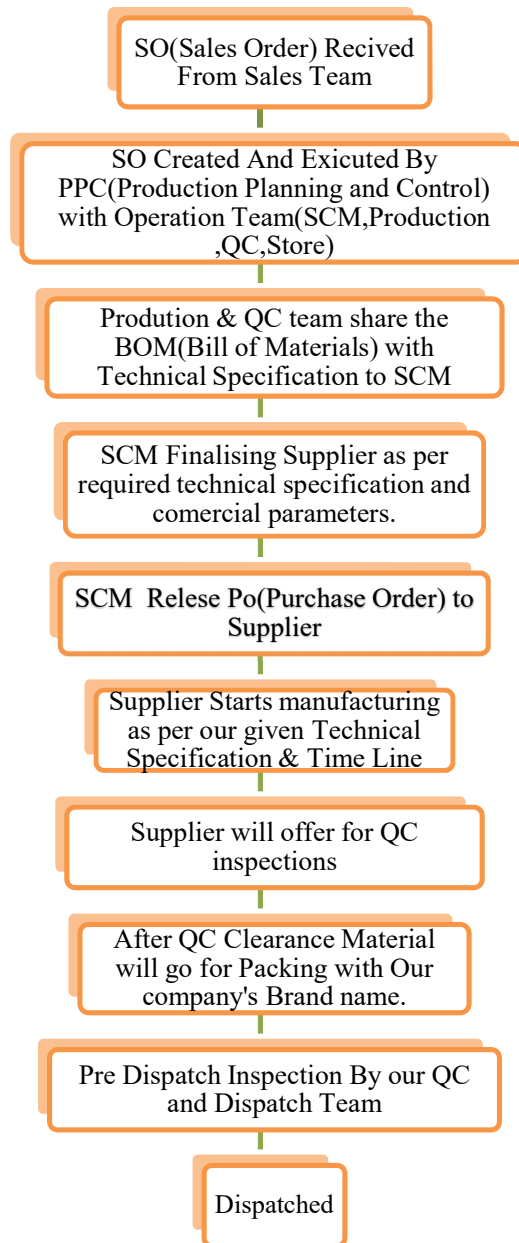 SO(Sales Order) Recived
From Sales Team
SO Created And Exicuted By
PPC(Production Planning and Control)
with Operation Team(SCM,Production
,QC,Store)
Prodution & QC team share the
BOM(Bill of Materials) with
Technical Specification to SCM
SCM Finalising Supplier as per
required technical specification and
comercial parameters.
SCM Relese Po(Purchase Order) to
Supplier
Supplier Starts manufacturing
as per our given Technical
Specification & Time Line
Supplier will offer for QC
inspections
After QC Clearance Material
will go for Packing with Our
company's Brand name.
Pre Dispatch Inspection By our QC
and Dispatch Team
Dispatched